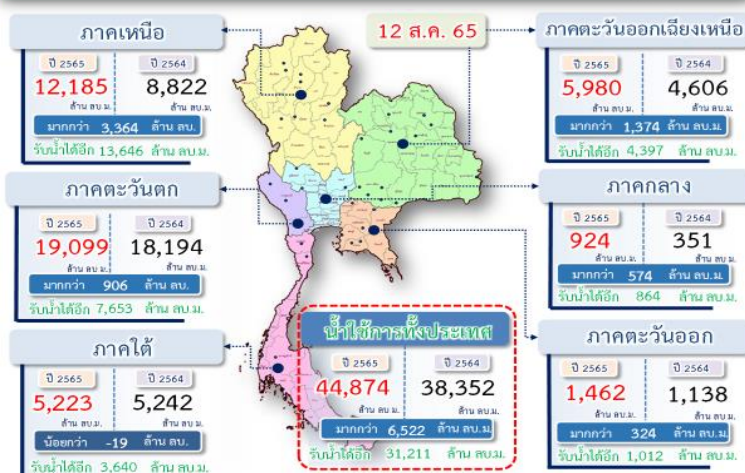 12 ส.ค. 65
ภาคเหนือ
ปี 2565 ปี 2564
12,185 8,822
ล้าน ลบ.ม. ล้าน ลบ.ม.
มากกว่า 3,364 ล้าน ลบ.
รับน้ำได้อีก 13,646 ล้าน ลบ.ม.
ภาคตะวันออกเฉียงเหนือ
ปี 2565 ปี 2564
5,980 4,606
ล้าน ลบ.ม. ล้าน ลบ.ม.
มากกว่า 1,374 ล้าน ลบ.ม.
รับน้ำได้อีก 4,397 ล้าน ลบ.ม.
ภาคตะวันตก
ปี 2565 ปี 2564
19,099 18,194
ล้าน ลบ.ม. ล้าน ลบ.ม.
มากกว่า 906 ล้าน ลบ.
รับน้ำได้อีก 7,653 ล้าน ลบ.ม.
ภาคกลาง
ปี 2565 ปี 2564
924 351
ล้าน ลบ.ม. ล้าน ลบ.ม.
มากกว่า 574 ล้าน ลบ.ม.
รับน้ำได้อีก 864 ล้าน ลบ.ม.
ภาคใต้
ปี 2565 ปี 2564
5,223 5,242
ล้าน ลบ.ม. ล้าน ลบ.ม.
น้อยกว่า -19 ล้าน ลบ.
รับน้ำได้อีก 3,640 ล้าน ลบ.ม.
น้ำใช้การทั้งประเทศ
ปี 2565 ปี 2564
44,874 38,352
ล้าน ลบ.ม. ล้าน ลบ.ม.
มากกว่า 6,522 ล้าน ลบ.ม.
รับน้ำได้อีก 31,211 ล้าน ลบ.ม.
ภาคตะวันออก
ปี 2565 ปี 2564
1,462 1,138
ล้าน ลบ.ม. ล้าน ลบ.ม.
มากกว่า 324 ล้าน ลบ.ม.
รับน้ำได้อีก 1,012 ล้าน ลบ.ม.